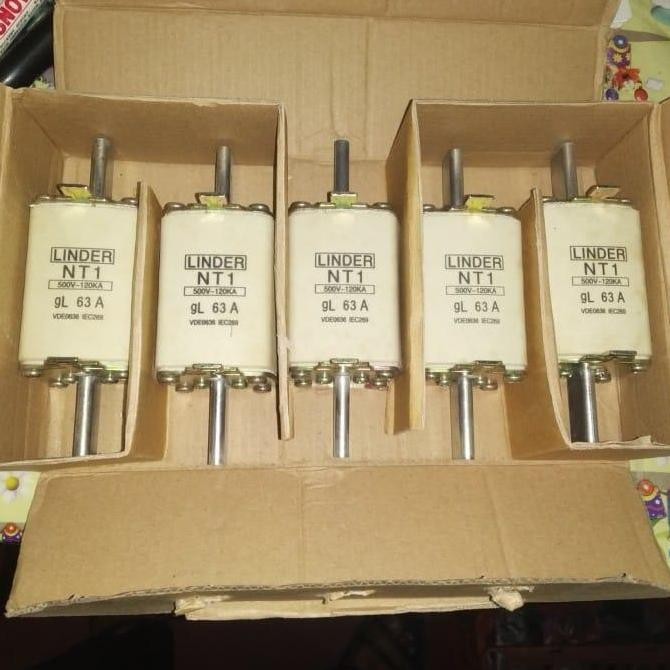 NO
LINDER
NT1
500V-120KA
gL 63 A
VDE0636 IEC269
LINDER
NT1
500V-120KA
gL 63 A
VDE0636 IEC269
LINDER
NT1
500V-120KA
gL 63 A
VDE0636 IEC269
LINDER
NT1
500V-120KA
gL 63 A
VDE0636 IEC269
LINDER
NT1
500V-120KA
gL 63 A
VDE0636 IEC269